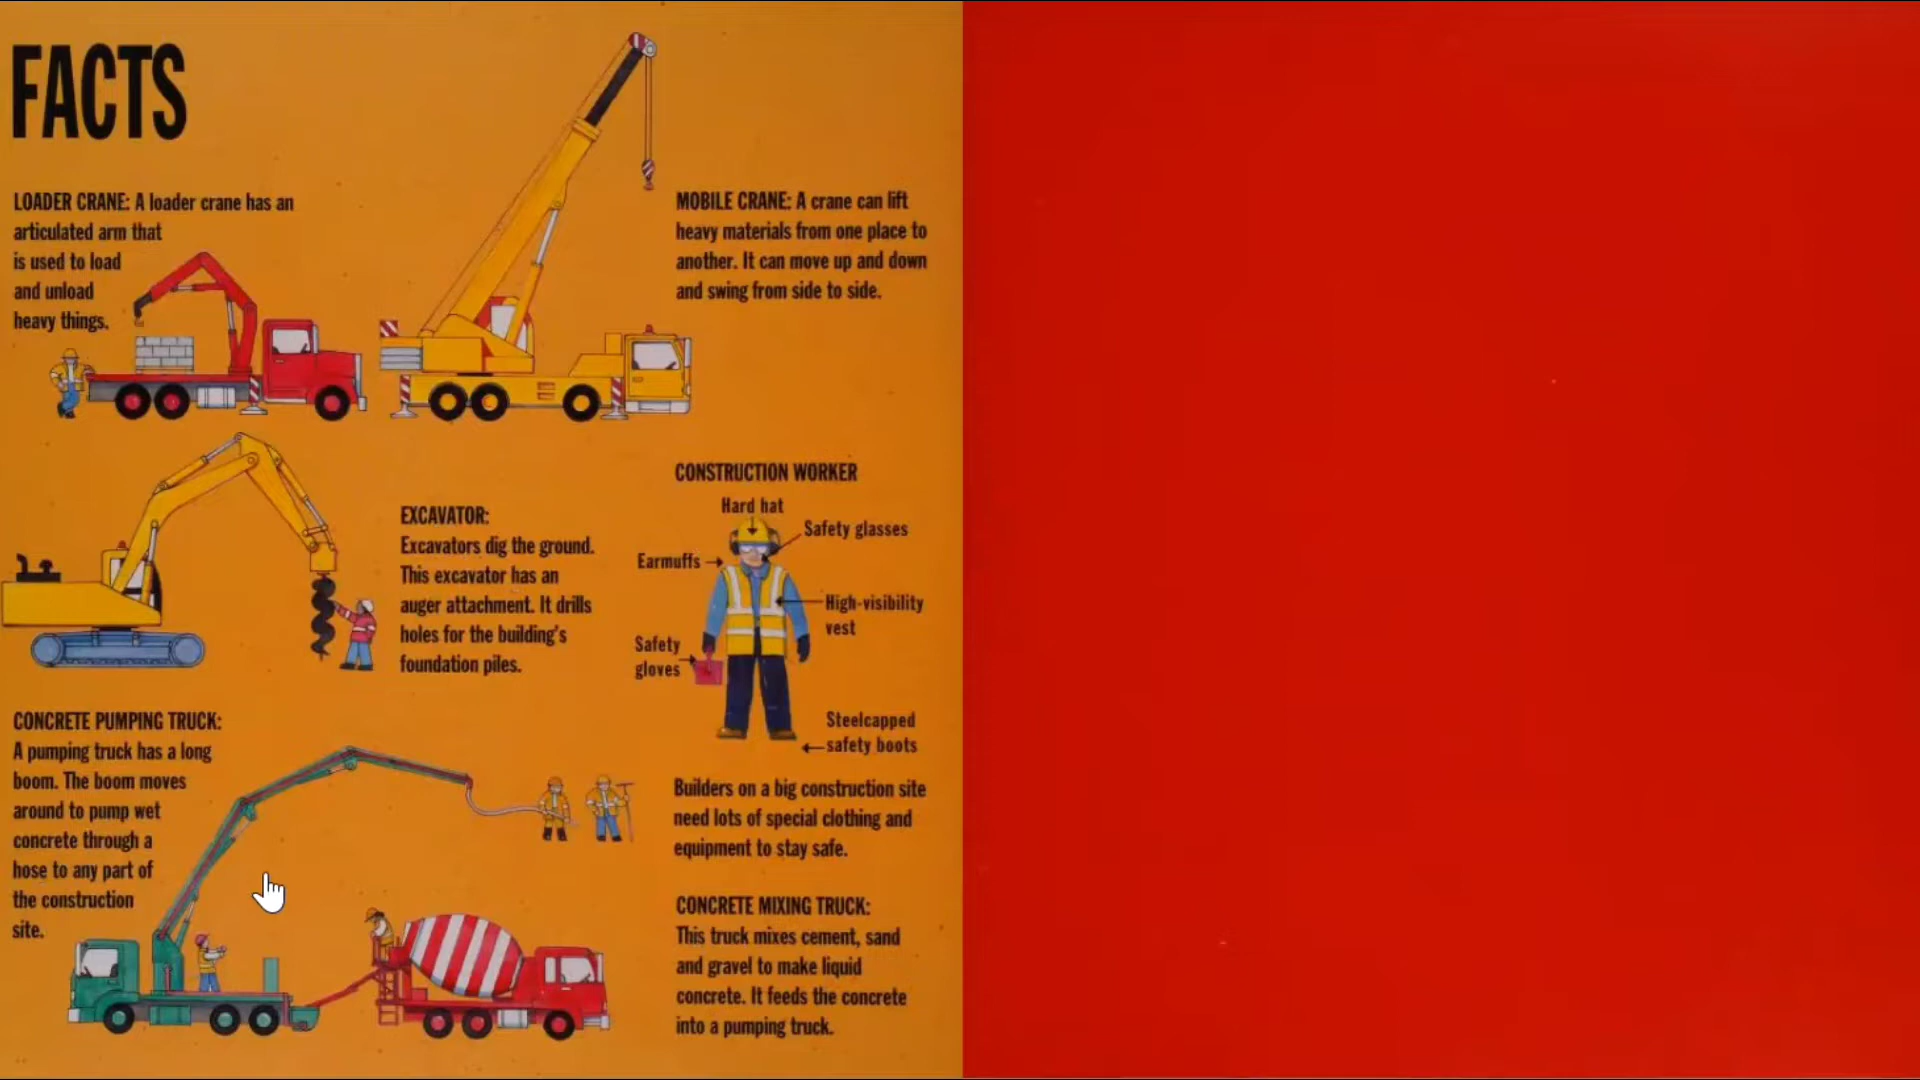 FACTS
LOADER CRANE: A loader crane has an
articulated arm that
is used to load
and unload
heavy things.
MOBILE CRANE: A crane can lift
heavy materials from one place to
another. It can move up and down
and swing from side to side.
EXCAVATOR:
Excavators dig the ground.
This excavator has an
auger attachment. It drills
holes for the building's
foundation piles.
CONSTRUCTION WORKER
Hard hat
Safety glasses
Earmuffs
High-visibility
vest
Safety
gloves
Steelcapped
safety boots
Builders on a big construction site
need lots of special clothing and
equipment to stay safe.
CONCRETE PUMPING TRUCK:
A pumping truck has a long
boom. The boom moves
around to pump wet
concrete through a
hose to any part of
the construction
site.
CONCRETE MIXING TRUCK:
This truck mixes cement, sand
and gravel to make liquid
concrete. It feeds the concrete
into a pumping truck.